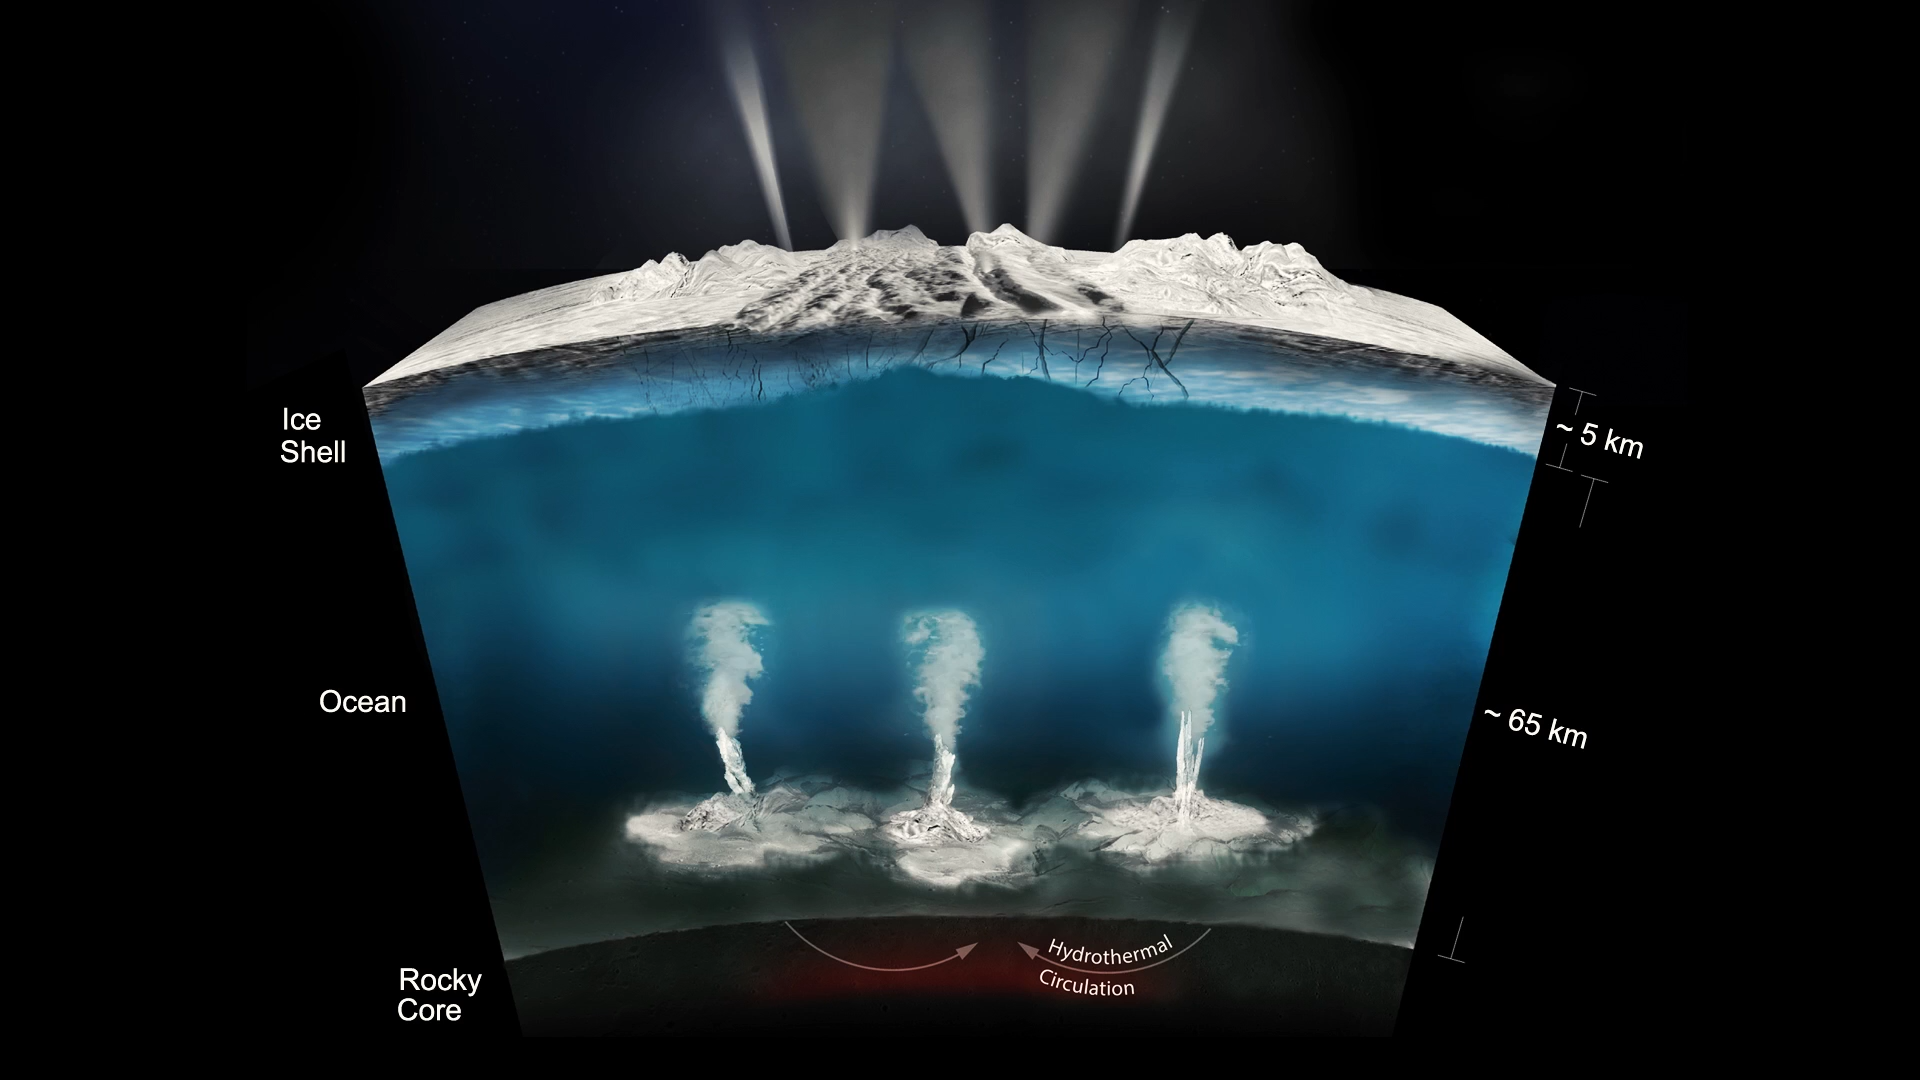 Ice
Shell
~ 5 km
Ocean
~ 65 km
Rocky
Core
Hydrothermal
Circulation